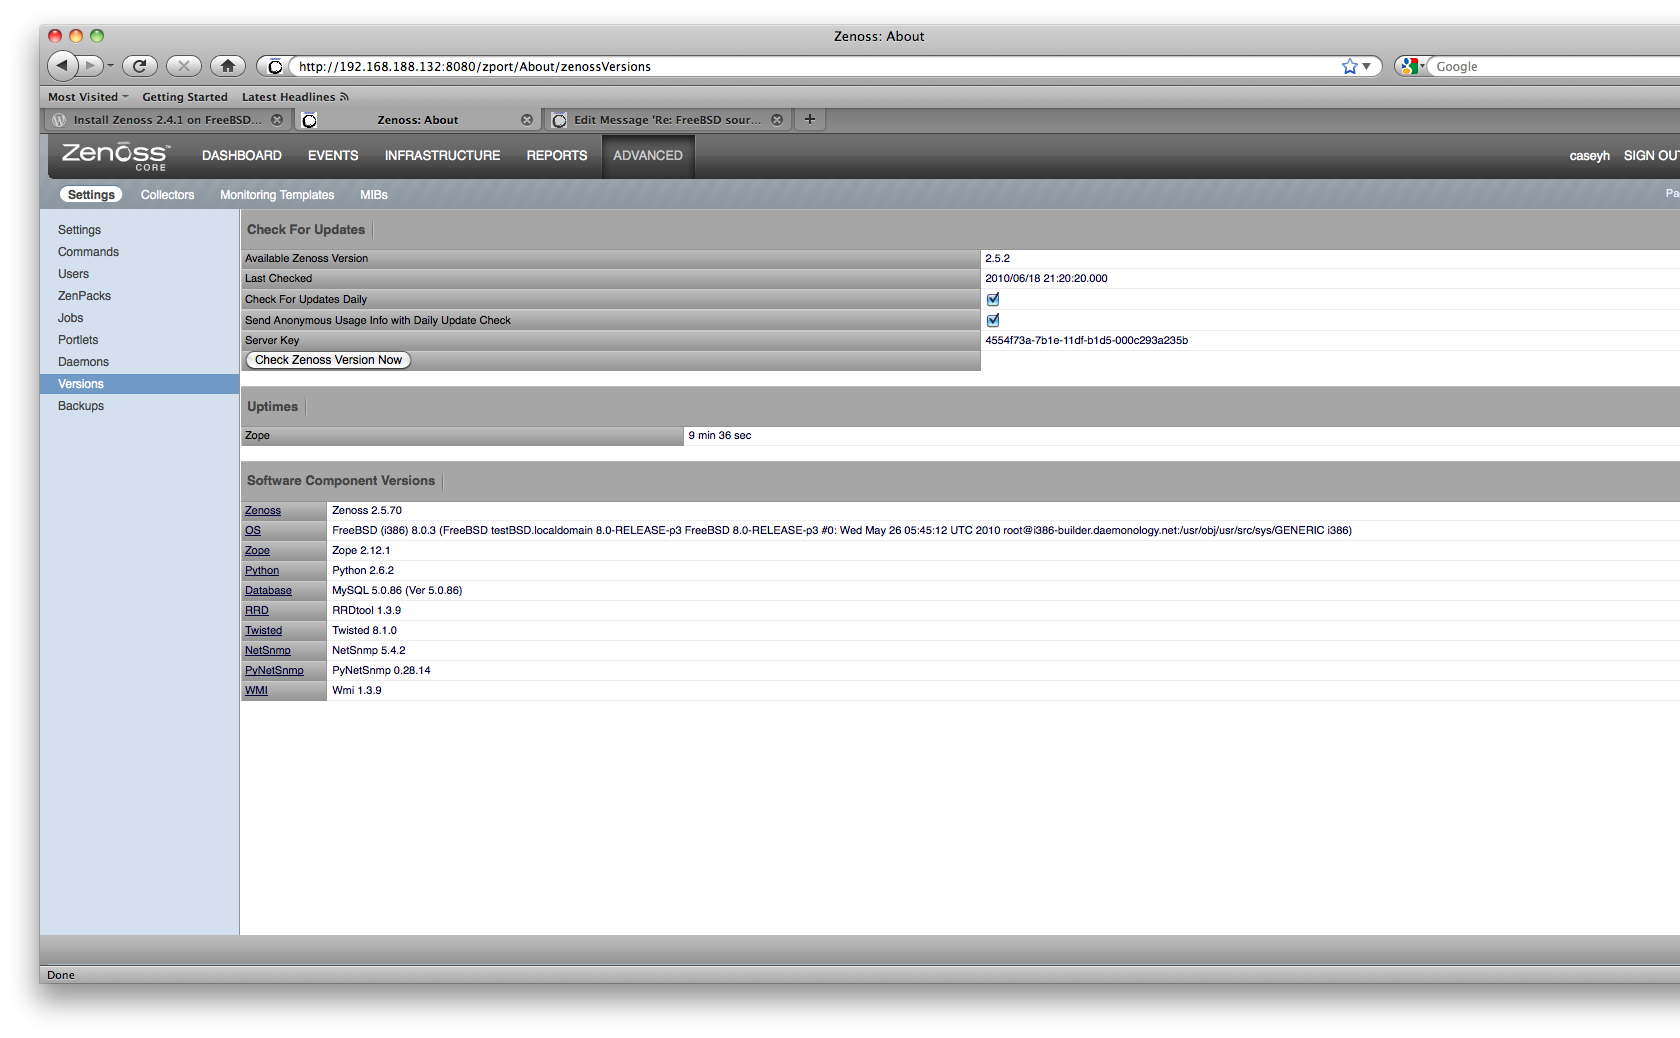 Zenoss: About
http://192.168.188.132:8080/zport/About/zenossVersions
Google
Most Visited
Getting Started
Latest Headlines
Install Zenoss 2.4.1 on FreeBSD...
Zenoss: About
Edit Message 'Re: FreeBSD sour...
+
Zenoss™ CORE
DASHBOARD
EVENTS
INFRASTRUCTURE
REPORTS
ADVANCED
caseyh
SIGN OUT
Settings
Collectors
Monitoring Templates
MIBs
Pa
Settings
Commands
Users
ZenPacks
Jobs
Portlets
Daemons
Versions
Backups
Check For Updates
Available Zenoss Version 2.5.2
Last Checked 2010/06/18 21:20:20.000
Check For Updates Daily
Send Anonymous Usage Info with Daily Update Check
Server Key 4554f73a-7b1e-11df-b1d5-000c293a235b
Check Zenoss Version Now
Uptimes
Zope 9 min 36 sec
Software Component Versions
Zenoss Zenoss 2.5.70
OS FreeBSD (i386) 8.0.3 (FreeBSD testBSD.localdomain 8.0-RELEASE-p3 FreeBSD 8.0-RELEASE-p3 #0: Wed May 26 05:45:12 UTC 2010 root@i386-builder.daemonology.net:/usr/obj/usr/src/sys/GENERIC i386)
Zope Zope 2.12.1
Python Python 2.6.2
Database MySQL 5.0.86 (Ver 5.0.86)
RRD RRDtool 1.3.9
Twisted Twisted 8.1.0
NetSnmp NetSnmp 5.4.2
PyNetSnmp PyNetSnmp 0.28.14
WMI Wmi 1.3.9
Done